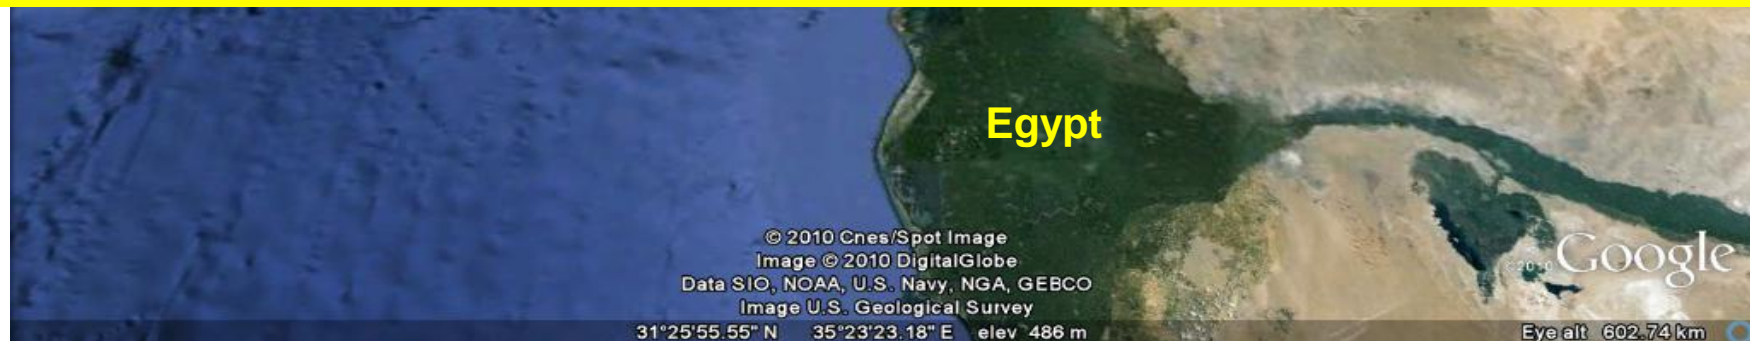 Egypt
© 2010 Cnes/Spot Image
Image © 2010 DigitalGlobe
Data SIO, NOAA, U.S. Navy, NGA, GEBCO
Image U.S. Geological Survey
©2010 Google
31°25'55.55" N 35°23'23.18" E elev 486 m
Eye alt 602.74 km